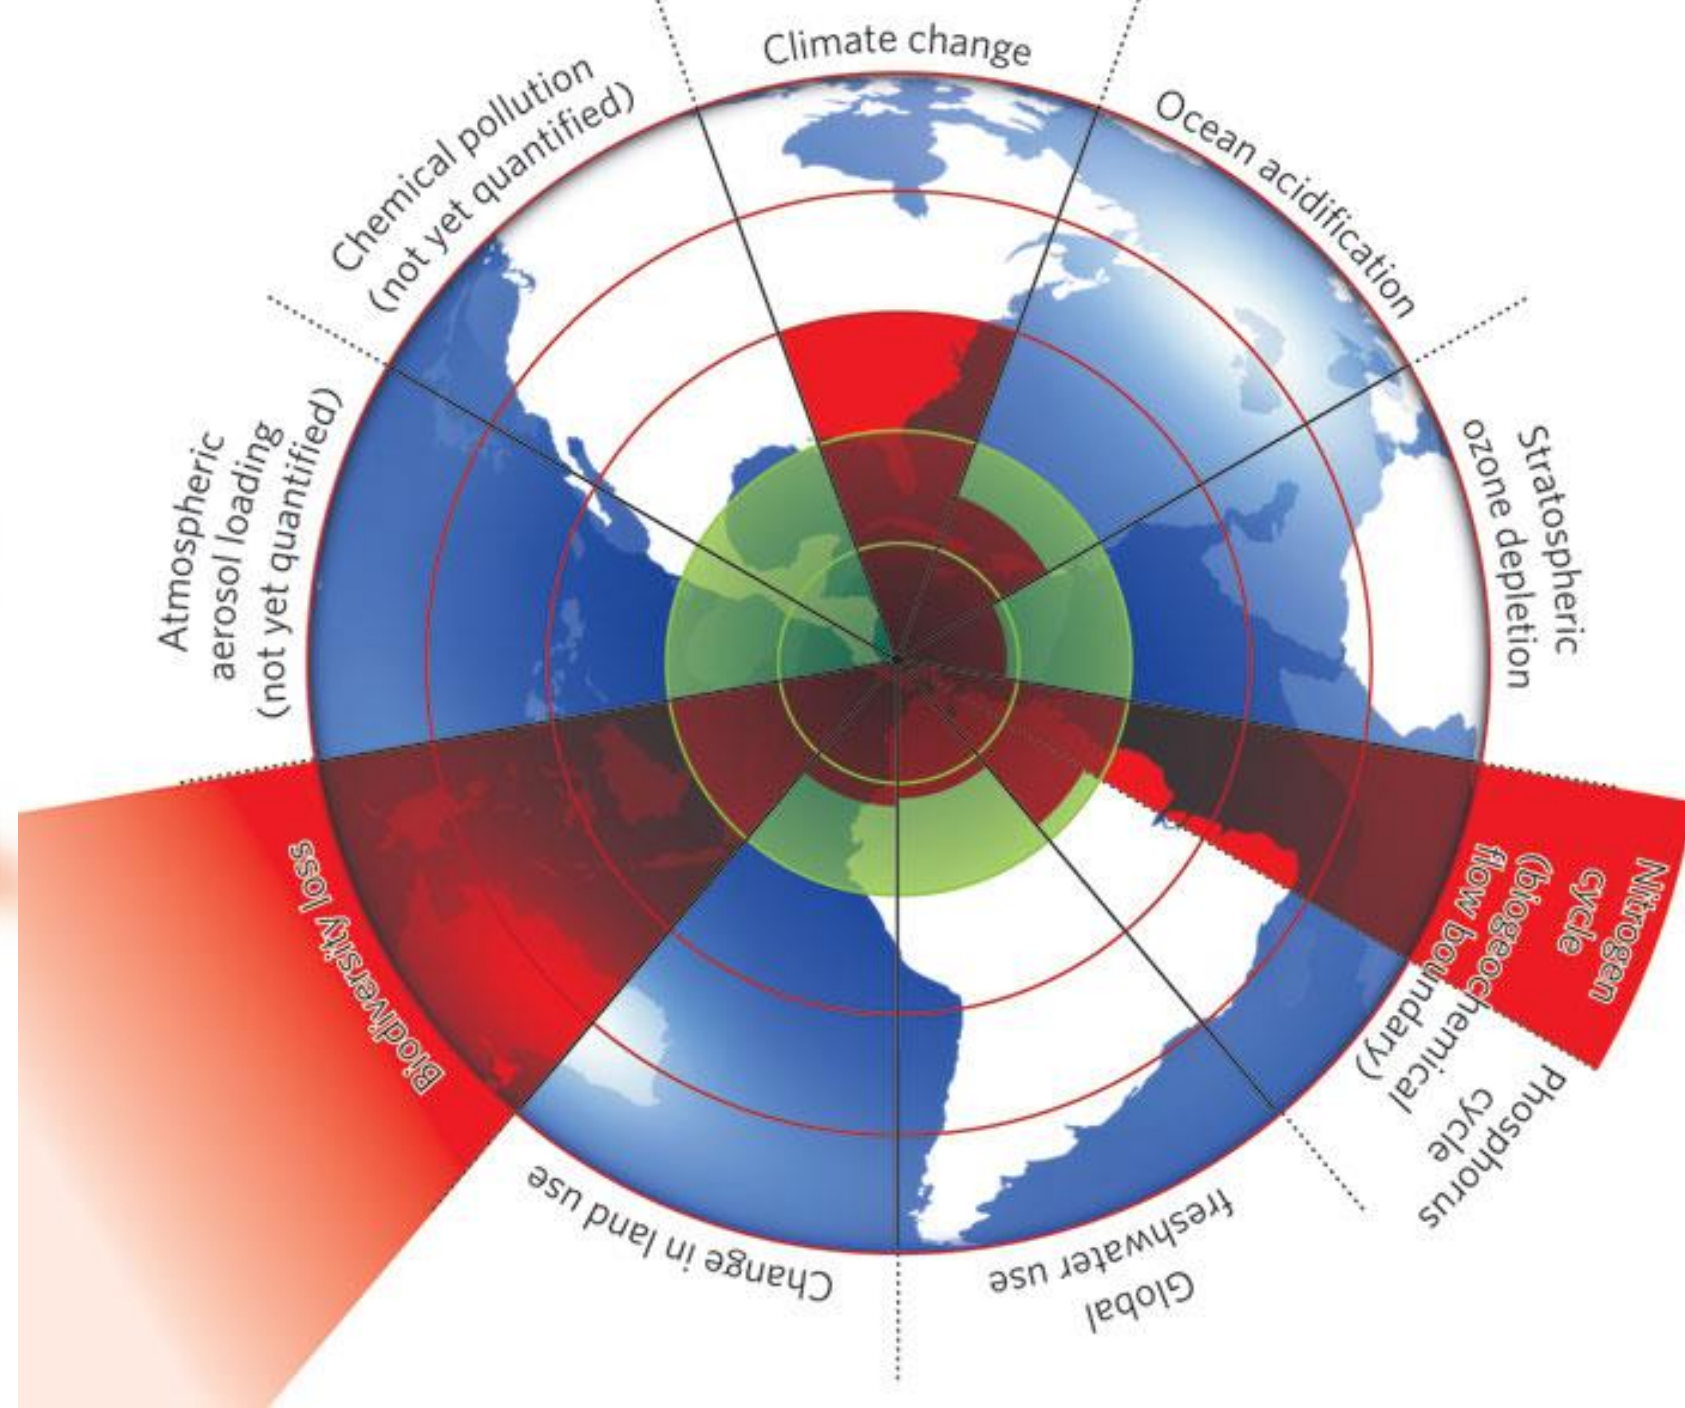 Climate change
Ocean acidification
Stratospheric
ozone depletion
Nitrogen
cycle
(biogeochemical
flow boundary)
Phosphorus
cycle
Global
freshwater use
Change in land use
Biodiversity loss
Atmospheric
aerosol loading
(not yet quantified)
Chemical pollution
(not yet quantified)